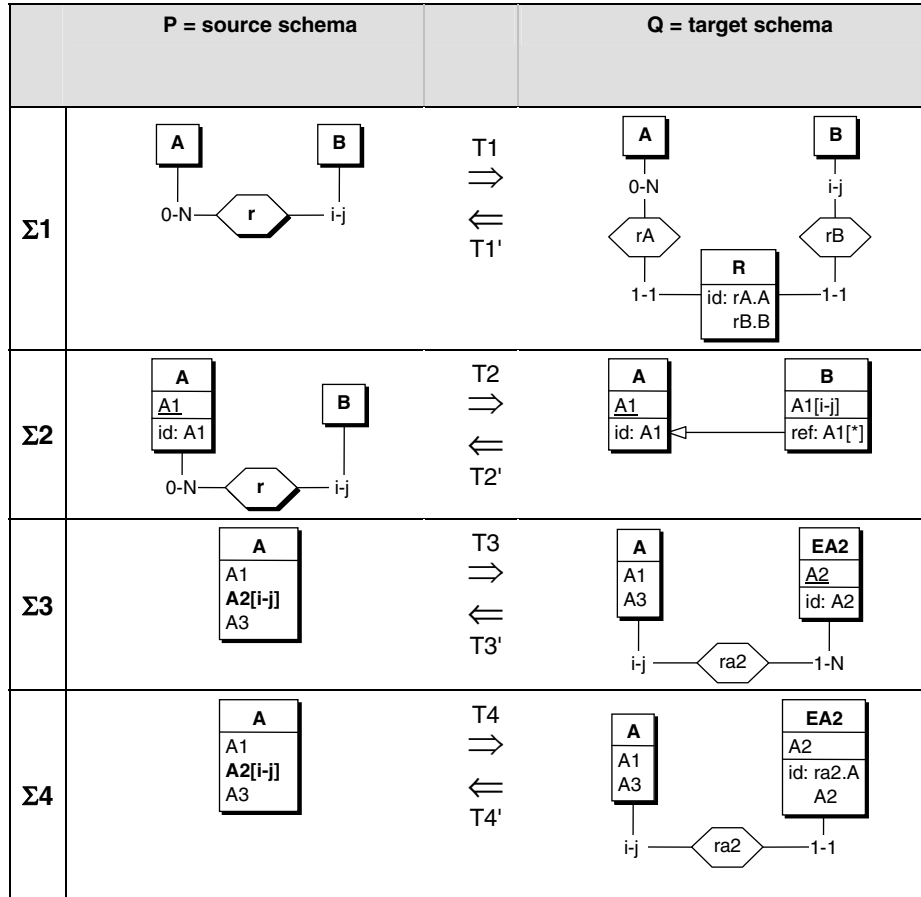 P = source schema
Q = target schema
Σ1
A
B
0-N
r
i-j
T1
⇒
⇐
T1'
A
B
0-N
i-j
rA
rB
R
1-1
id: rA.A
rB.B
1-1
Σ2
A
A1
id: A1
B
0-N
r
i-j
T2
⇒
⇐
T2'
A
A1
id: A1
B
A1[i-j]
ref: A1[*]
Σ3
A
A1
A2[i-j]
A3
T3
⇒
⇐
T3'
A
A1
A3
EA2
A2
id: A2
i-j
ra2
1-N
Σ4
A
A1
A2[i-j]
A3
T4
⇒
⇐
T4'
A
A1
A3
EA2
A2
id: ra2.A
A2
i-j
ra2
1-1